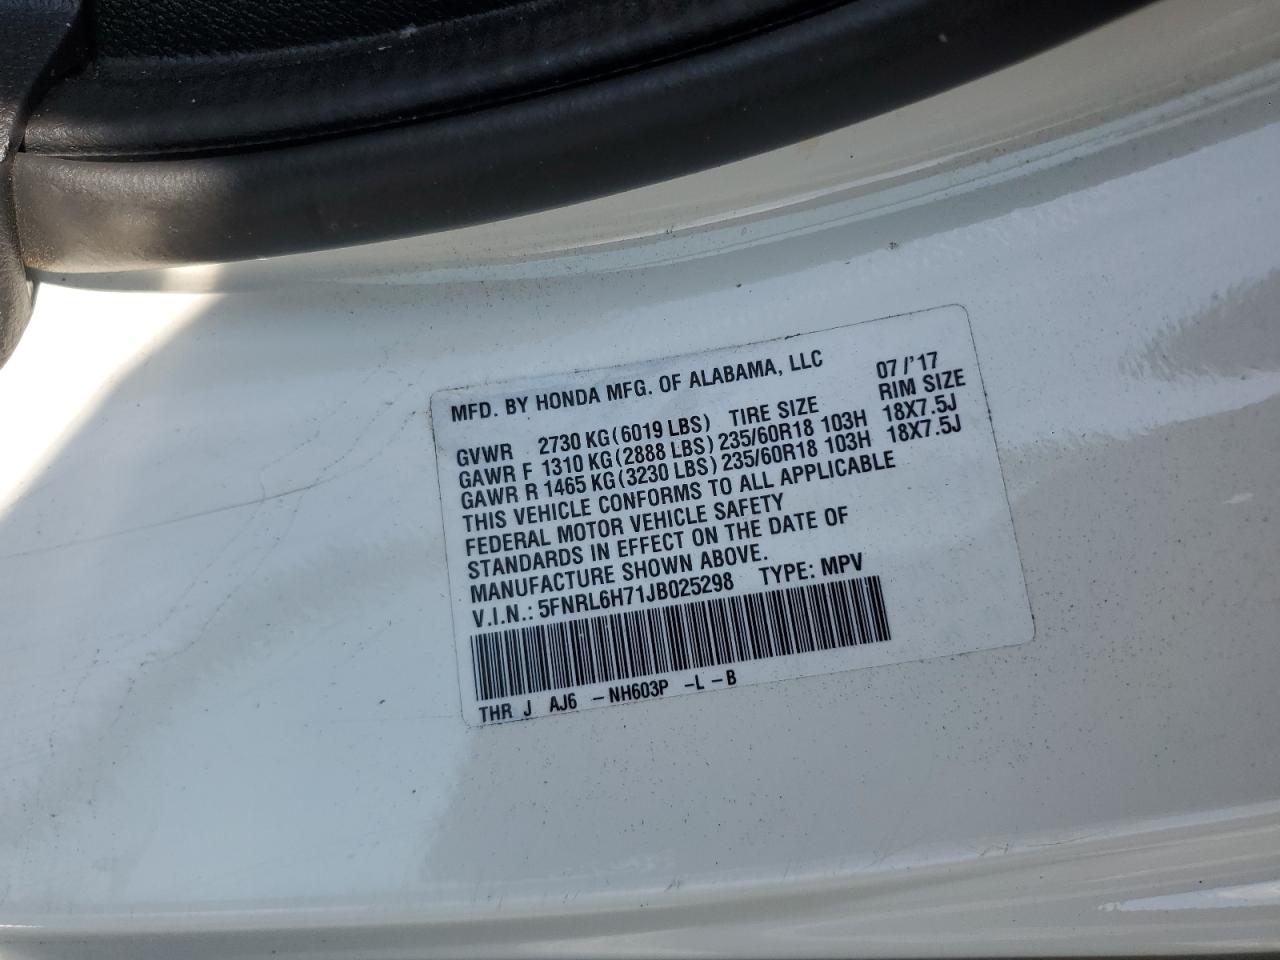 MFD. BY HONDA MFG. OF ALABAMA, LLC 07/'17
GVWR 2730 KG(6019 LBS) TIRE SIZE RIM SIZE
GAWR F 1310 KG(2888 LBS) 235/60R18 103H 18X7.5J
GAWR R 1465 KG(3230 LBS) 235/60R18 103H 18X7.5J
THIS VEHICLE CONFORMS TO ALL APPLICABLE
FEDERAL MOTOR VEHICLE SAFETY
STANDARDS IN EFFECT ON THE DATE OF
MANUFACTURE SHOWN ABOVE.
V.I.N.: 5FNRL6H71JB025298 TYPE: MPV
THR J AJ6 -NH603P -L -B